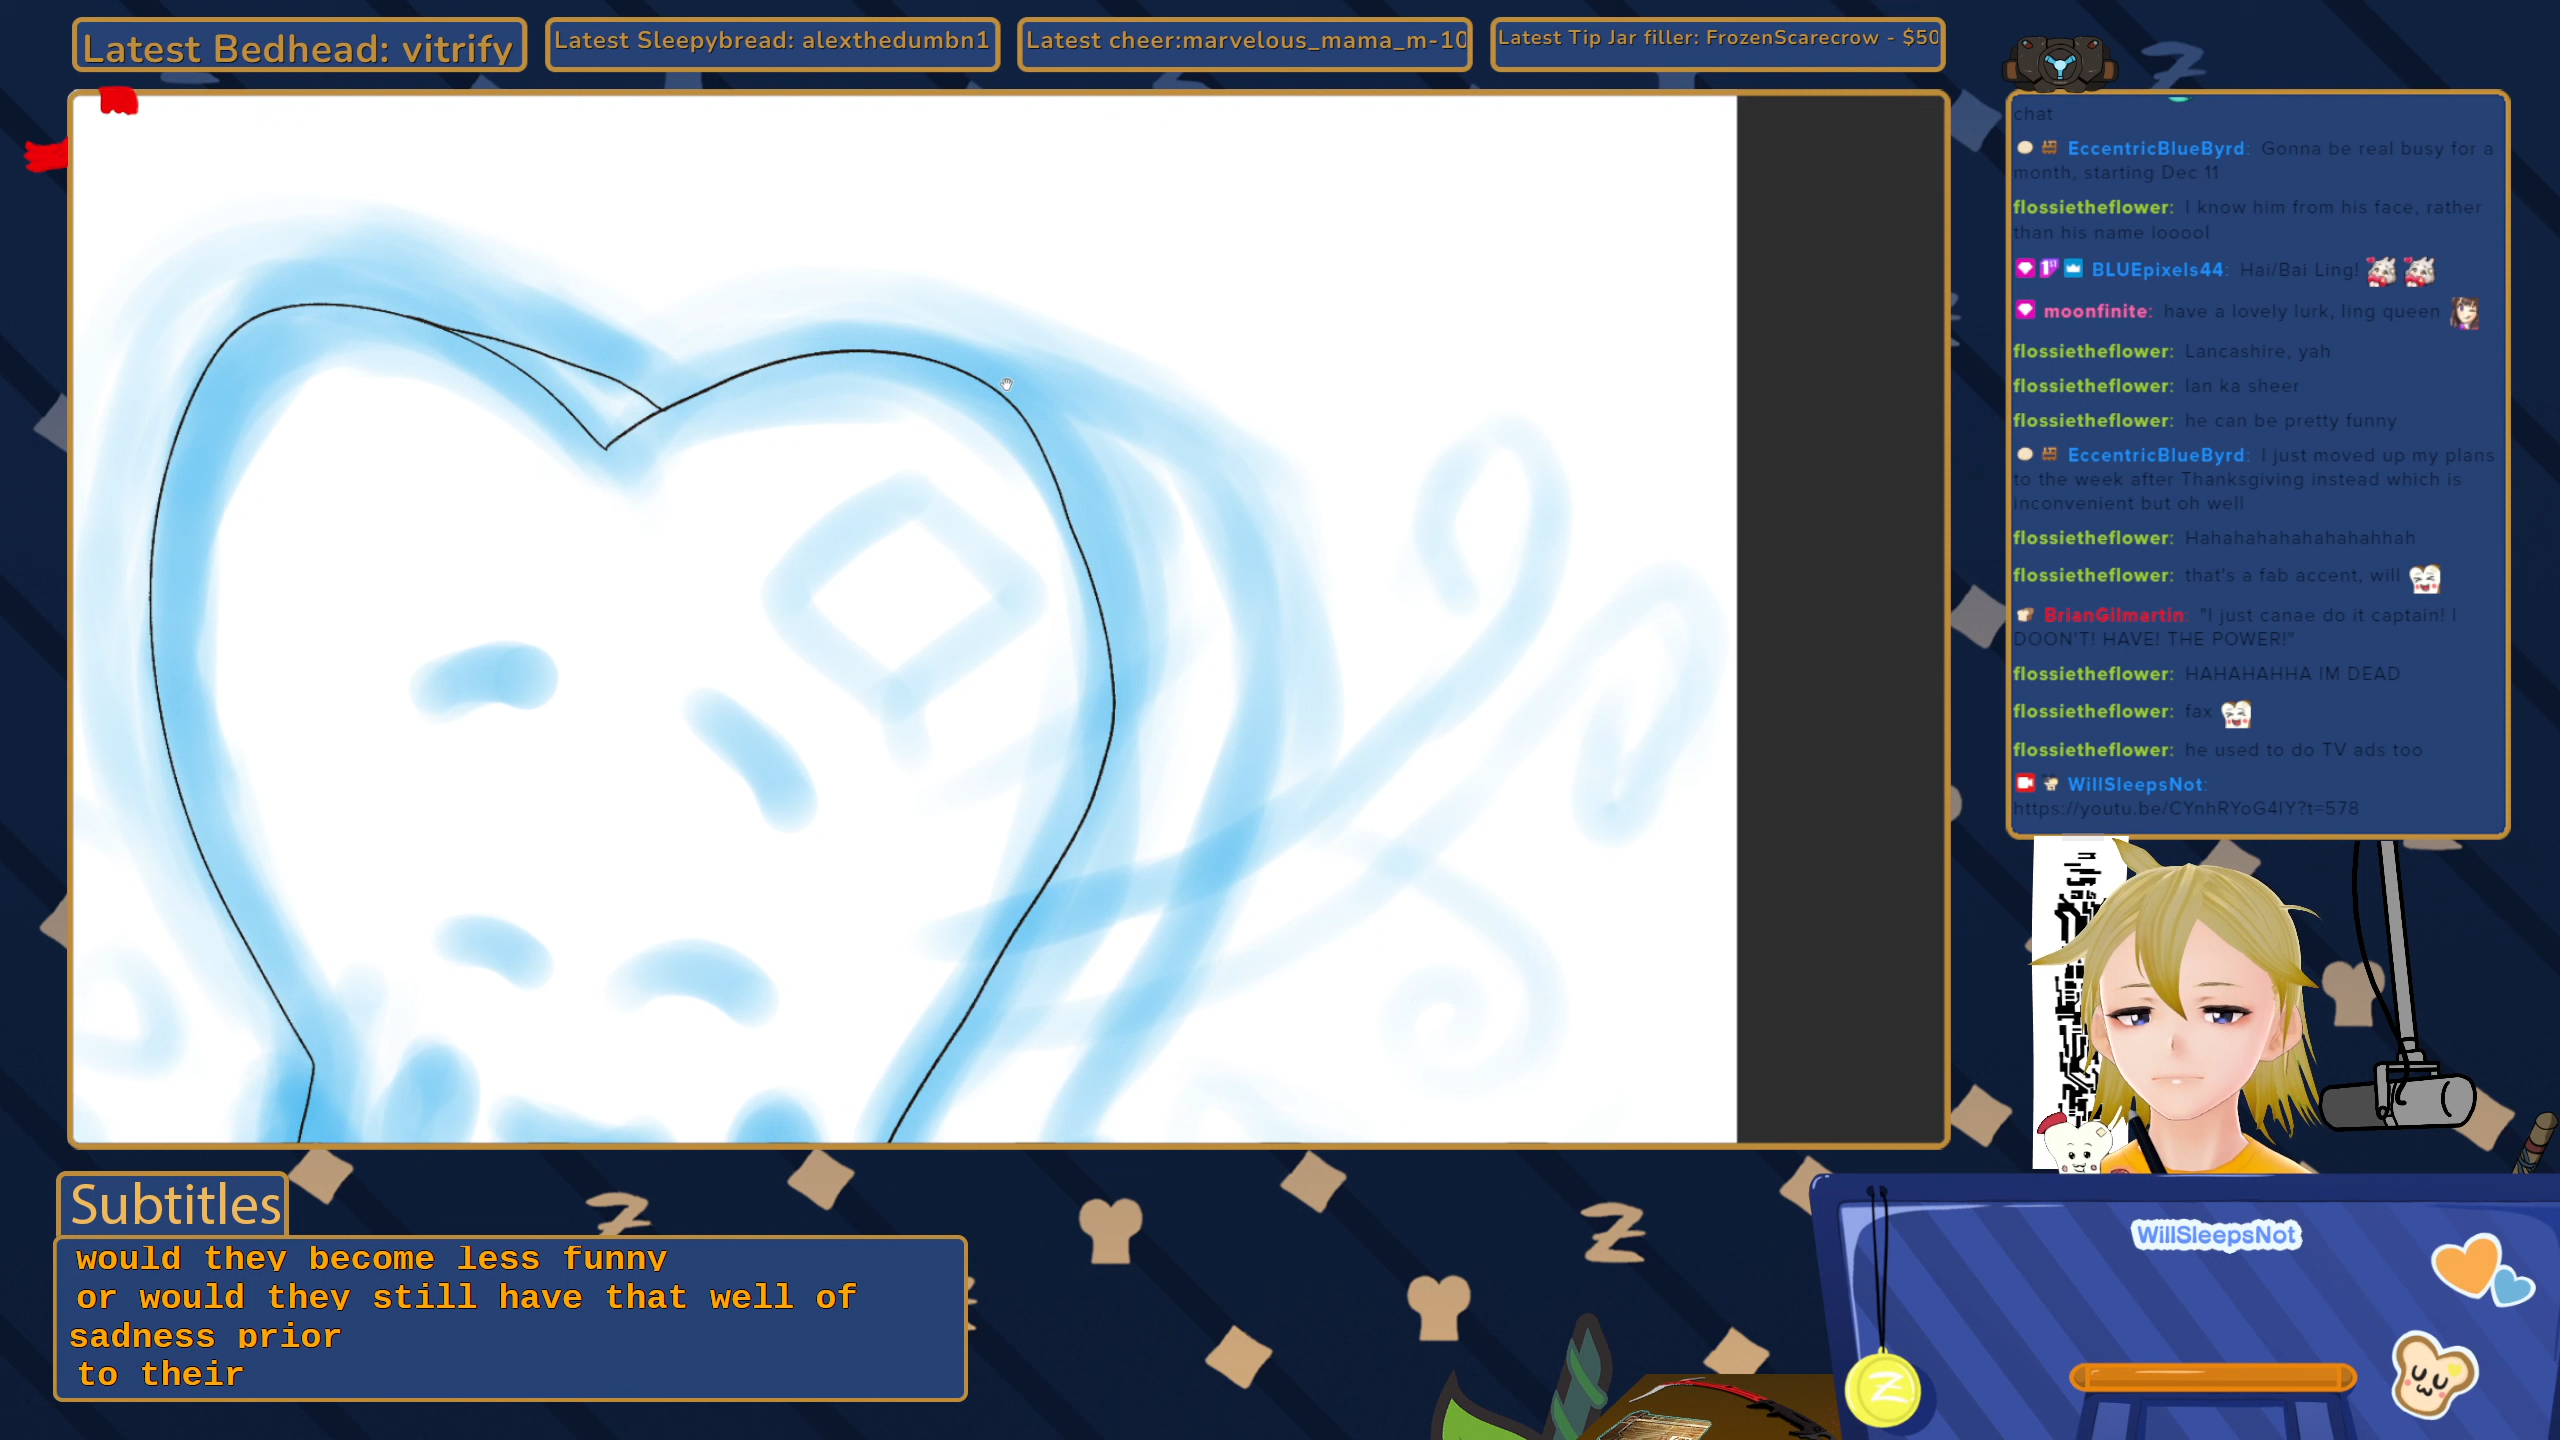 Latest Bedhead: vitrify
Latest Sleepybread: alexthedumbn1
Latest cheer:marvelous_mama_m-10
Latest Tip Jar filler: FrozenScarecrow - $50
chat
EccentricBlueByrd: Gonna be real busy for a
month, starting Dec 11
flossietheflower: I know him from his face, rather
than his name looool
BLUEpixels44: Hai/Bai Ling!
moonfinite: have a lovely lurk, ling queen
flossietheflower: Lancashire, yah
flossietheflower: lan ka sheer
flossietheflower: he can be pretty funny
EccentricBlueByrd: I just moved up my plans
to the week after Thanksgiving instead which is
inconvenient but oh well
flossietheflower: Hahahahahahahahhah
flossietheflower: that's a fab accent, will
BrianGilmartin: "I just canae do it captain! I
DOON'T! HAVE! THE POWER!"
flossietheflower: HAHAHAHHA IM DEAD
flossietheflower: fax
flossietheflower: he used to do TV ads too
WillSleepsNot:
https://youtu.be/CYnhRYoG4IY?t=578
Subtitles
would they become less funny
or would they still have that well of
sadness prior
to their
WillSleepsNot